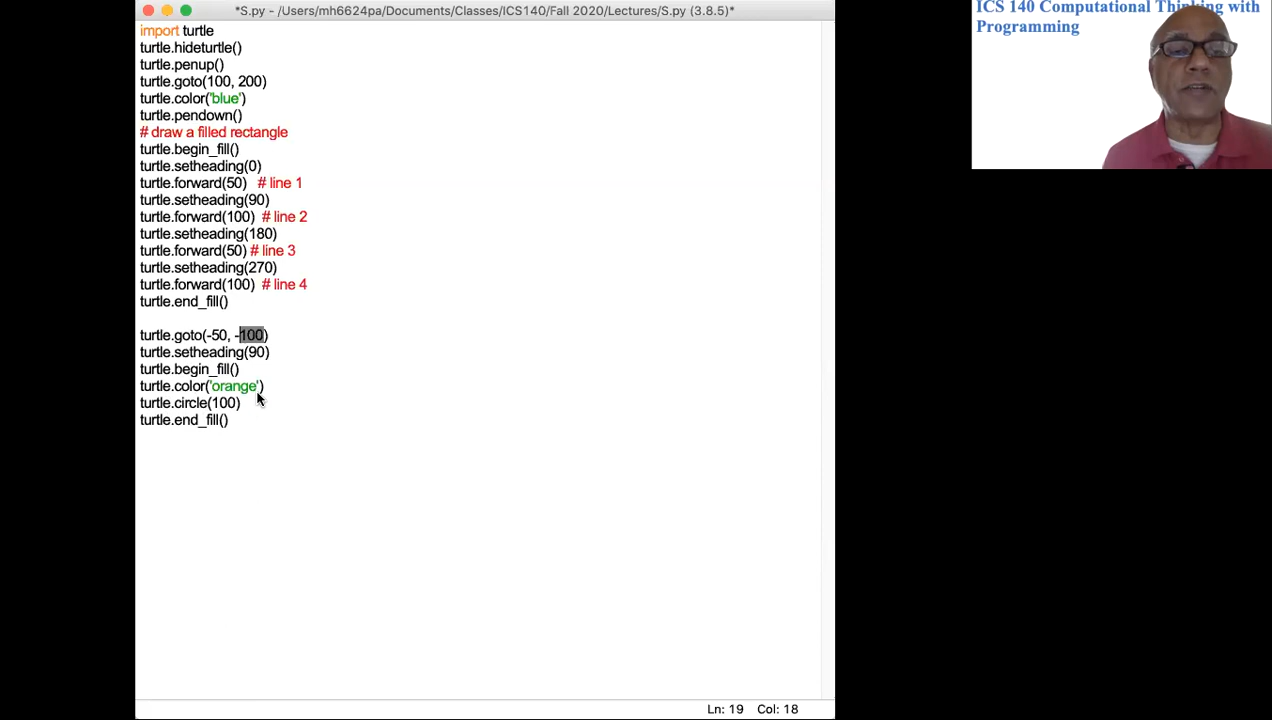 *S.py - /Users/mh6624pa/Documents/Classes/ICS140/Fall 2020/Lectures/S.py (3.8.5)*
import turtle
turtle.hideturtle()
turtle.penup()
turtle.goto(100, 200)
turtle.color('blue')
turtle.pendown()
# draw a filled rectangle
turtle.begin_fill()
turtle.setheading(0)
turtle.forward(50)   # line 1
turtle.setheading(90)
turtle.forward(100)  # line 2
turtle.setheading(180)
turtle.forward(50) # line 3
turtle.setheading(270)
turtle.forward(100)  # line 4
turtle.end_fill()
turtle.goto(-50, -100)
turtle.setheading(90)
turtle.begin_fill()
turtle.color('orange')
turtle.circle(100)
turtle.end_fill()
Ln: 19  Col: 18
ICS 140 Computational Thinking with
Programming